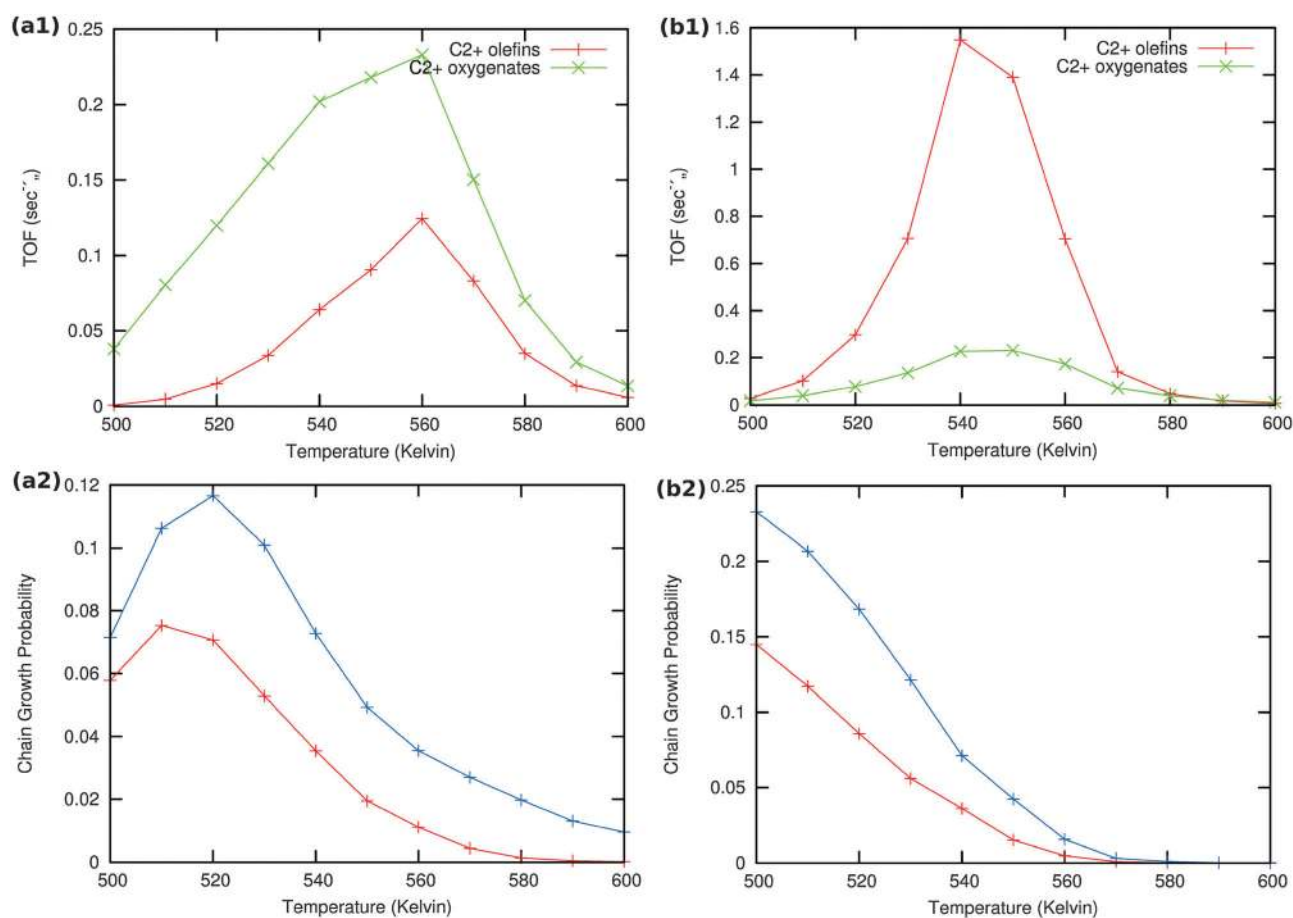 (a1)
0.25
0.2
0.15
0.1
0.05
0
TOF (sec⁻´„)
C2+ olefins
C2+ oxygenates
500 520 540 560 580 600
Temperature (Kelvin)
(b1)
1.6
1.4
1.2
1
0.8
0.6
0.4
0.2
0
TOF (sec⁻´„)
C2+ olefins
C2+ oxygenates
500 520 540 560 580 600
Temperature (Kelvin)
(a2)
0.12
0.1
0.08
0.06
0.04
0.02
0
Chain Growth Probability
500 520 540 560 580 600
Temperature (Kelvin)
(b2)
0.25
0.2
0.15
0.1
0.05
0
Chain Growth Probability
500 520 540 560 580 600
Temperature (Kelvin)